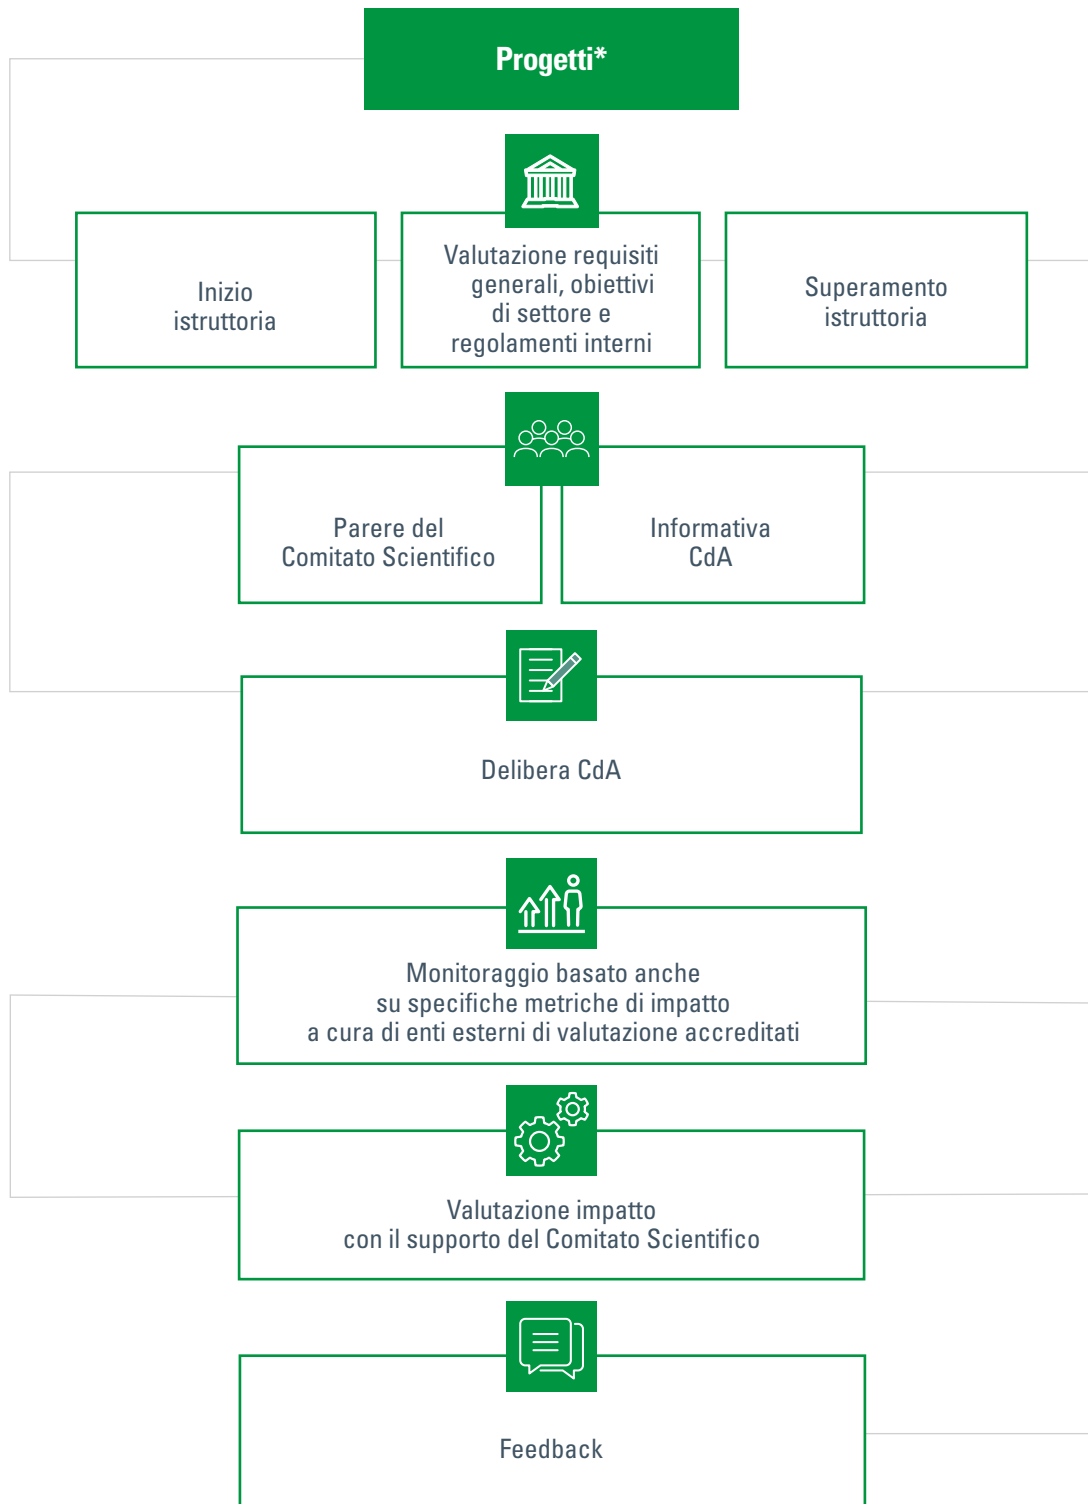 Progetti*
Inizio
istruttoria
Valutazione requisiti
generali, obiettivi
di settore e
regolamenti interni
Superamento
istruttoria
Parere del
Comitato Scientifico
Informativa
CdA
Delibera CdA
Monitoraggio basato anche
su specifiche metriche di impatto
a cura di enti esterni di valutazione accreditati
Valutazione impatto
con il supporto del Comitato Scientifico
Feedback